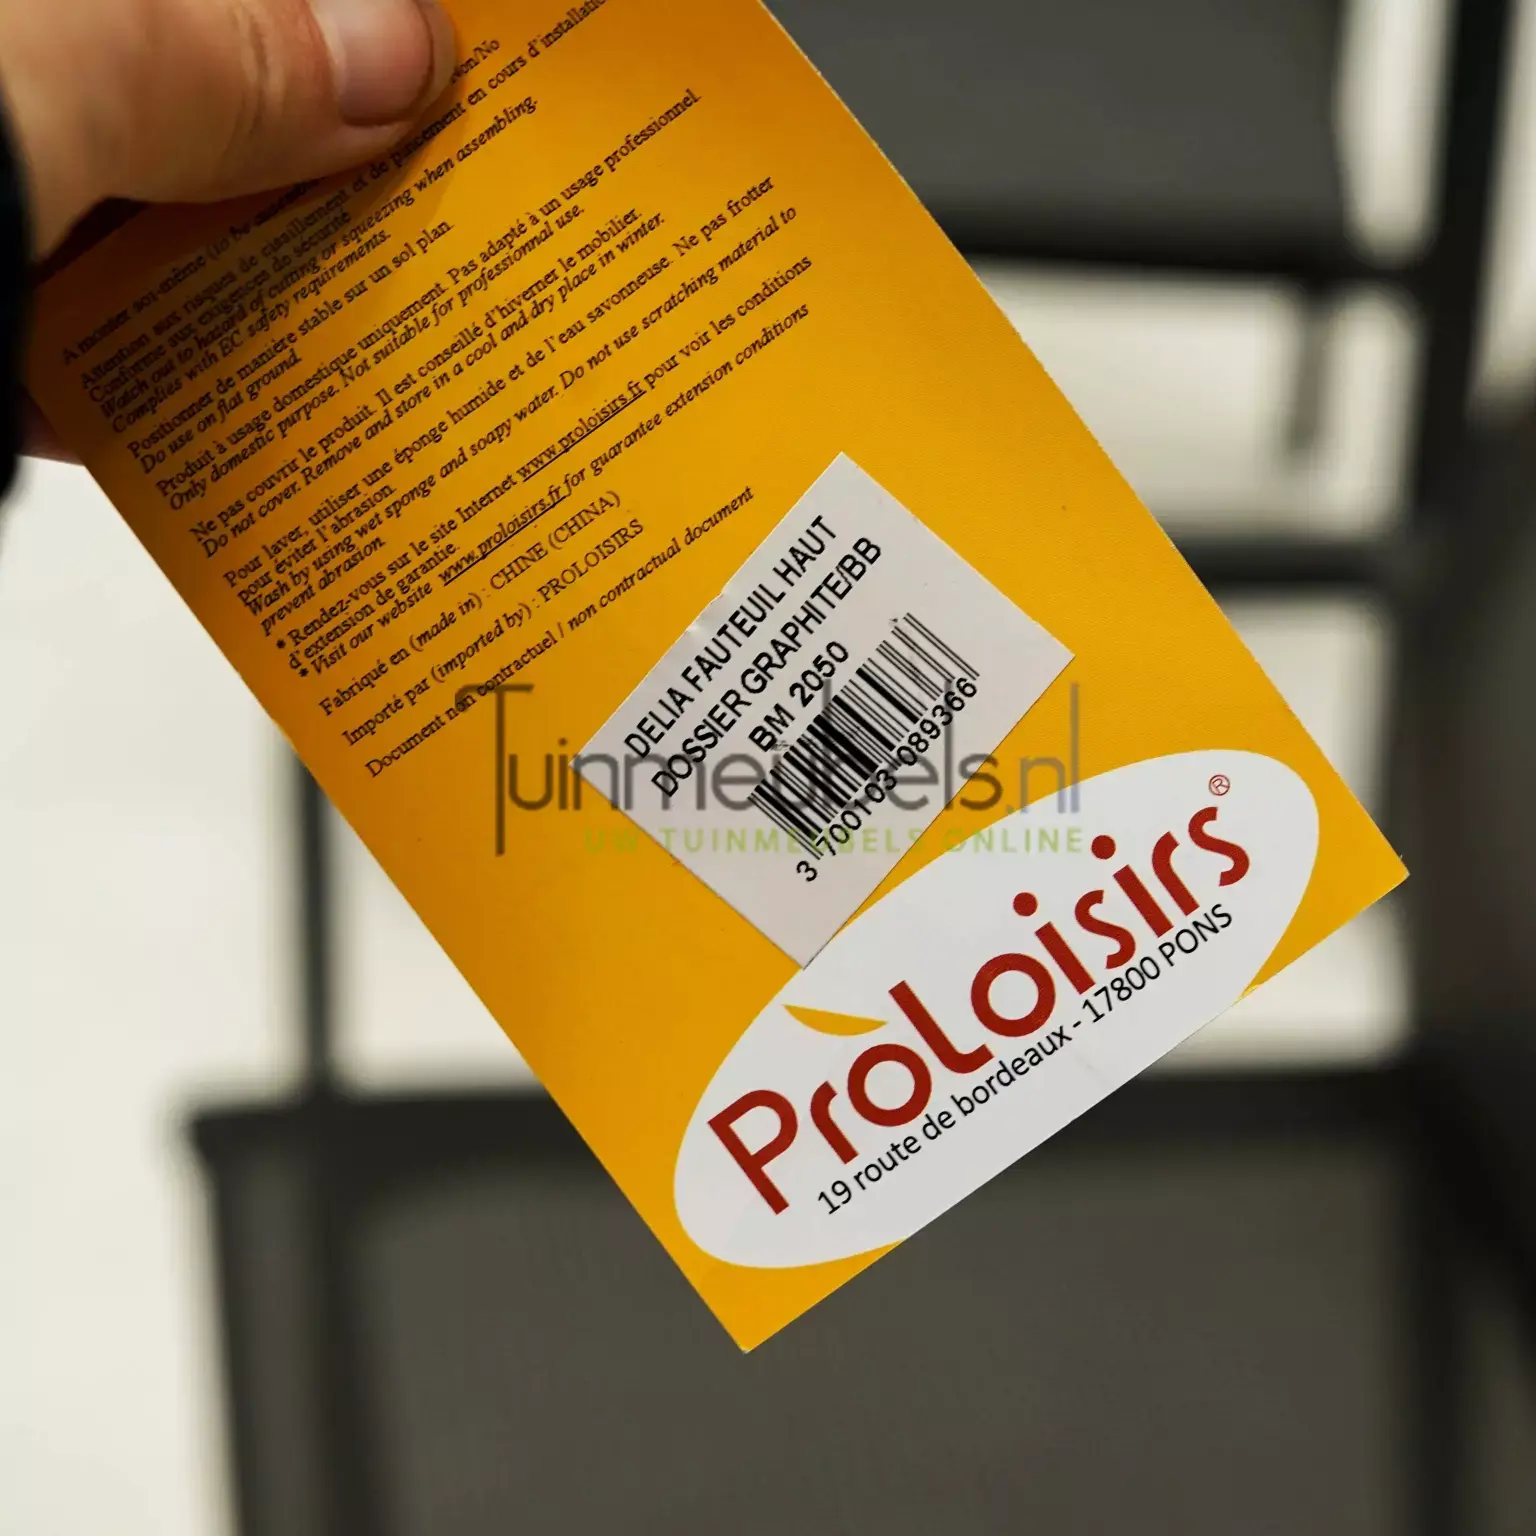 Non/No
A monter soi-même (to be
Attention aux risques de cisaillement et de pincement en cours d'installation
Conforme aux exigences de sécurité
Watch out to hazard of cutting or squeezing when assembling.
Complies with EC safety requirements.
Positionner de manière stable sur un sol plan.
Do use on flat ground.
Produit à usage domestique uniquement. Pas adapté à un usage professionnel.
Only domestic purpose. Not suitable for professionnal use.
Ne pas couvrir le produit. Il est conseillé d'hiverner le mobilier.
Do not cover. Remove and store in a cool and dry place in winter.
Pour laver, utiliser une éponge humide et de l'eau savonneuse. Ne pas frotter
pour éviter l'abrasion.
Wash by using wet sponge and soapy water. Do not use scratching material to
prevent abrasion.
* Rendez-vous sur le site Internet www.proloisirs.fr pour voir les conditions
d'extension de garantie.
* Visit our website www.proloisirs.fr for guarantee extension conditions
Fabriqué en (made in) : CHINE (CHINA)
Importé par (imported by) : PROLOISIRS
Document non contractuel / non contractual document
DELIA FAUTEUIL HAUT
DOSSIER GRAPHITE/BB
BM 2050
3 700103 089366
Tuinmeubels.nl
UW TUINMEUBELS ONLINE
PròLoisirs®
19 route de bordeaux - 17800 PONS